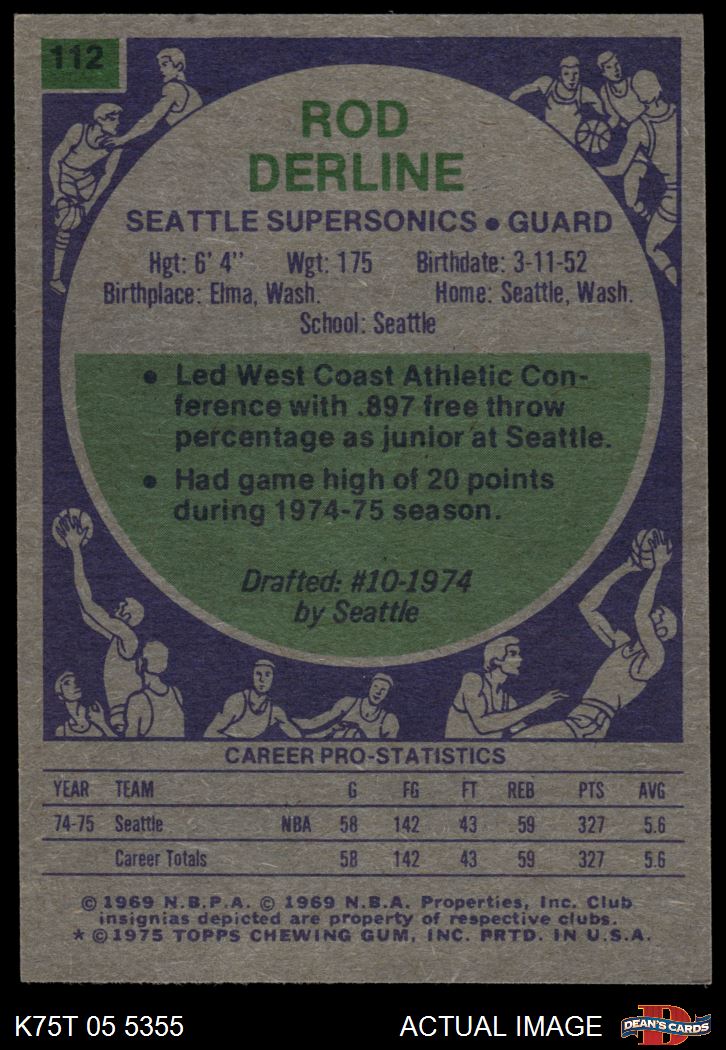 112
ROD
DERLINE
SEATTLE SUPERSONICS • GUARD
Hgt: 6' 4" Wgt: 175 Birthdate: 3-11-52
Birthplace: Elma, Wash. Home: Seattle, Wash.
School: Seattle
• Led West Coast Athletic Con-
ference with .897 free throw
percentage as junior at Seattle.
• Had game high of 20 points
during 1974-75 season.
Drafted: #10-1974
by Seattle
CAREER PRO-STATISTICS
YEAR TEAM G FG FT REB PTS AVG
74-75 Seattle NBA 58 142 43 59 327 5.6
Career Totals 58 142 43 59 327 5.6
© 1969 N.B.P.A. © 1969 N.B.A. Properties, Inc. Club
insignias depicted are property of respective clubs.
* © 1975 TOPPS CHEWING GUM, INC. PRTD. IN U.S.A.
K75T 05 5355 ACTUAL IMAGE D DEAN'S CARDS